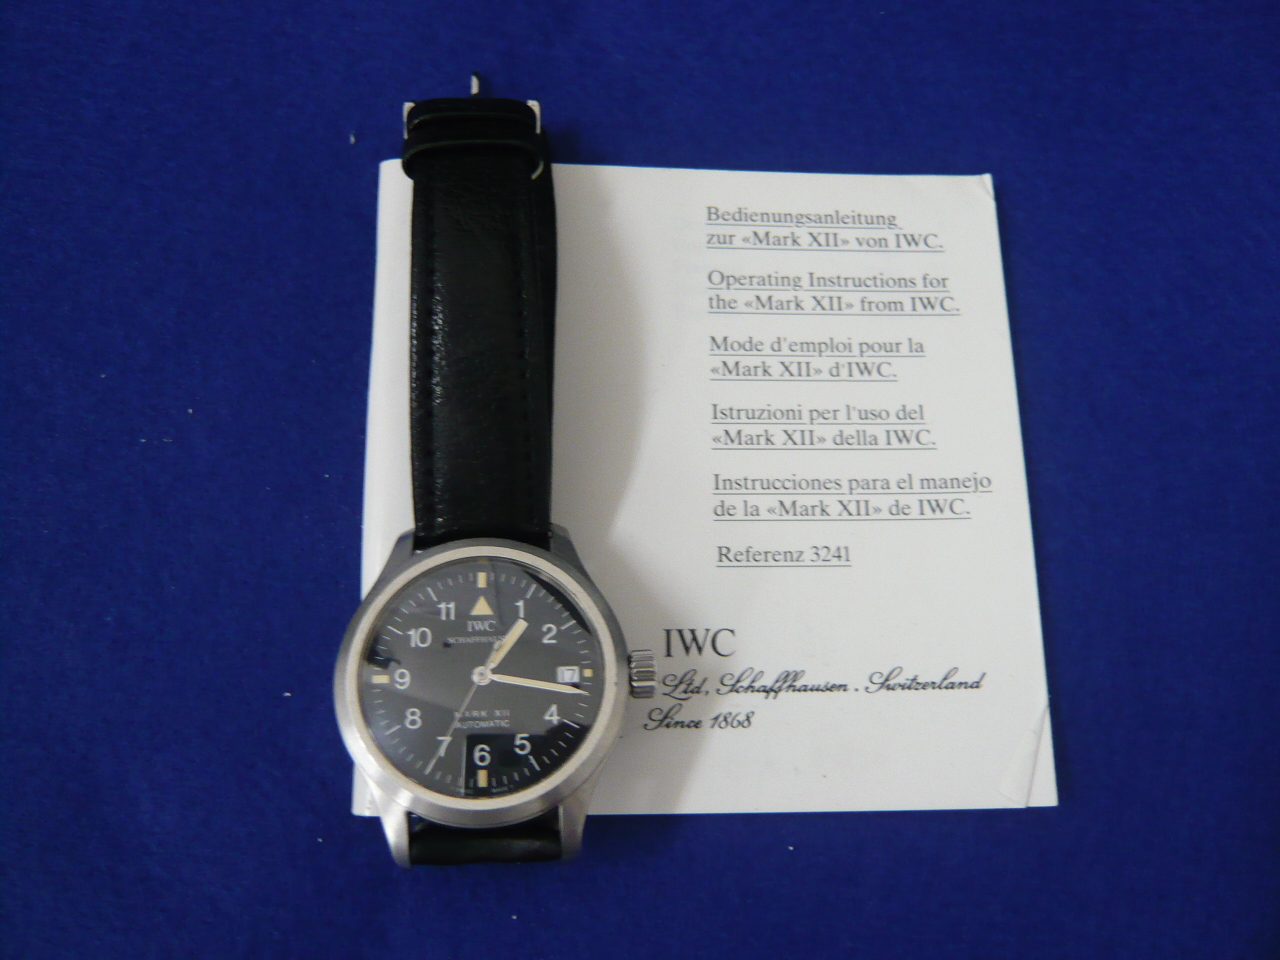 Bedienungsanleitung
zur «Mark XII» von IWC.
Operating Instructions for
the «Mark XII» from IWC.
Mode d'emploi pour la
«Mark XII» d'IWC.
Istruzioni per l'uso del
«Mark XII» della IWC.
Instrucciones para el manejo
de la «Mark XII» de IWC.
Referenz 3241
IWC
Ltd, Schaffhausen . Switzerland
Since 1868
11 1
10 2
9 17
8 4
7 6 5
IWC
MARK XII
AUTOMATIC